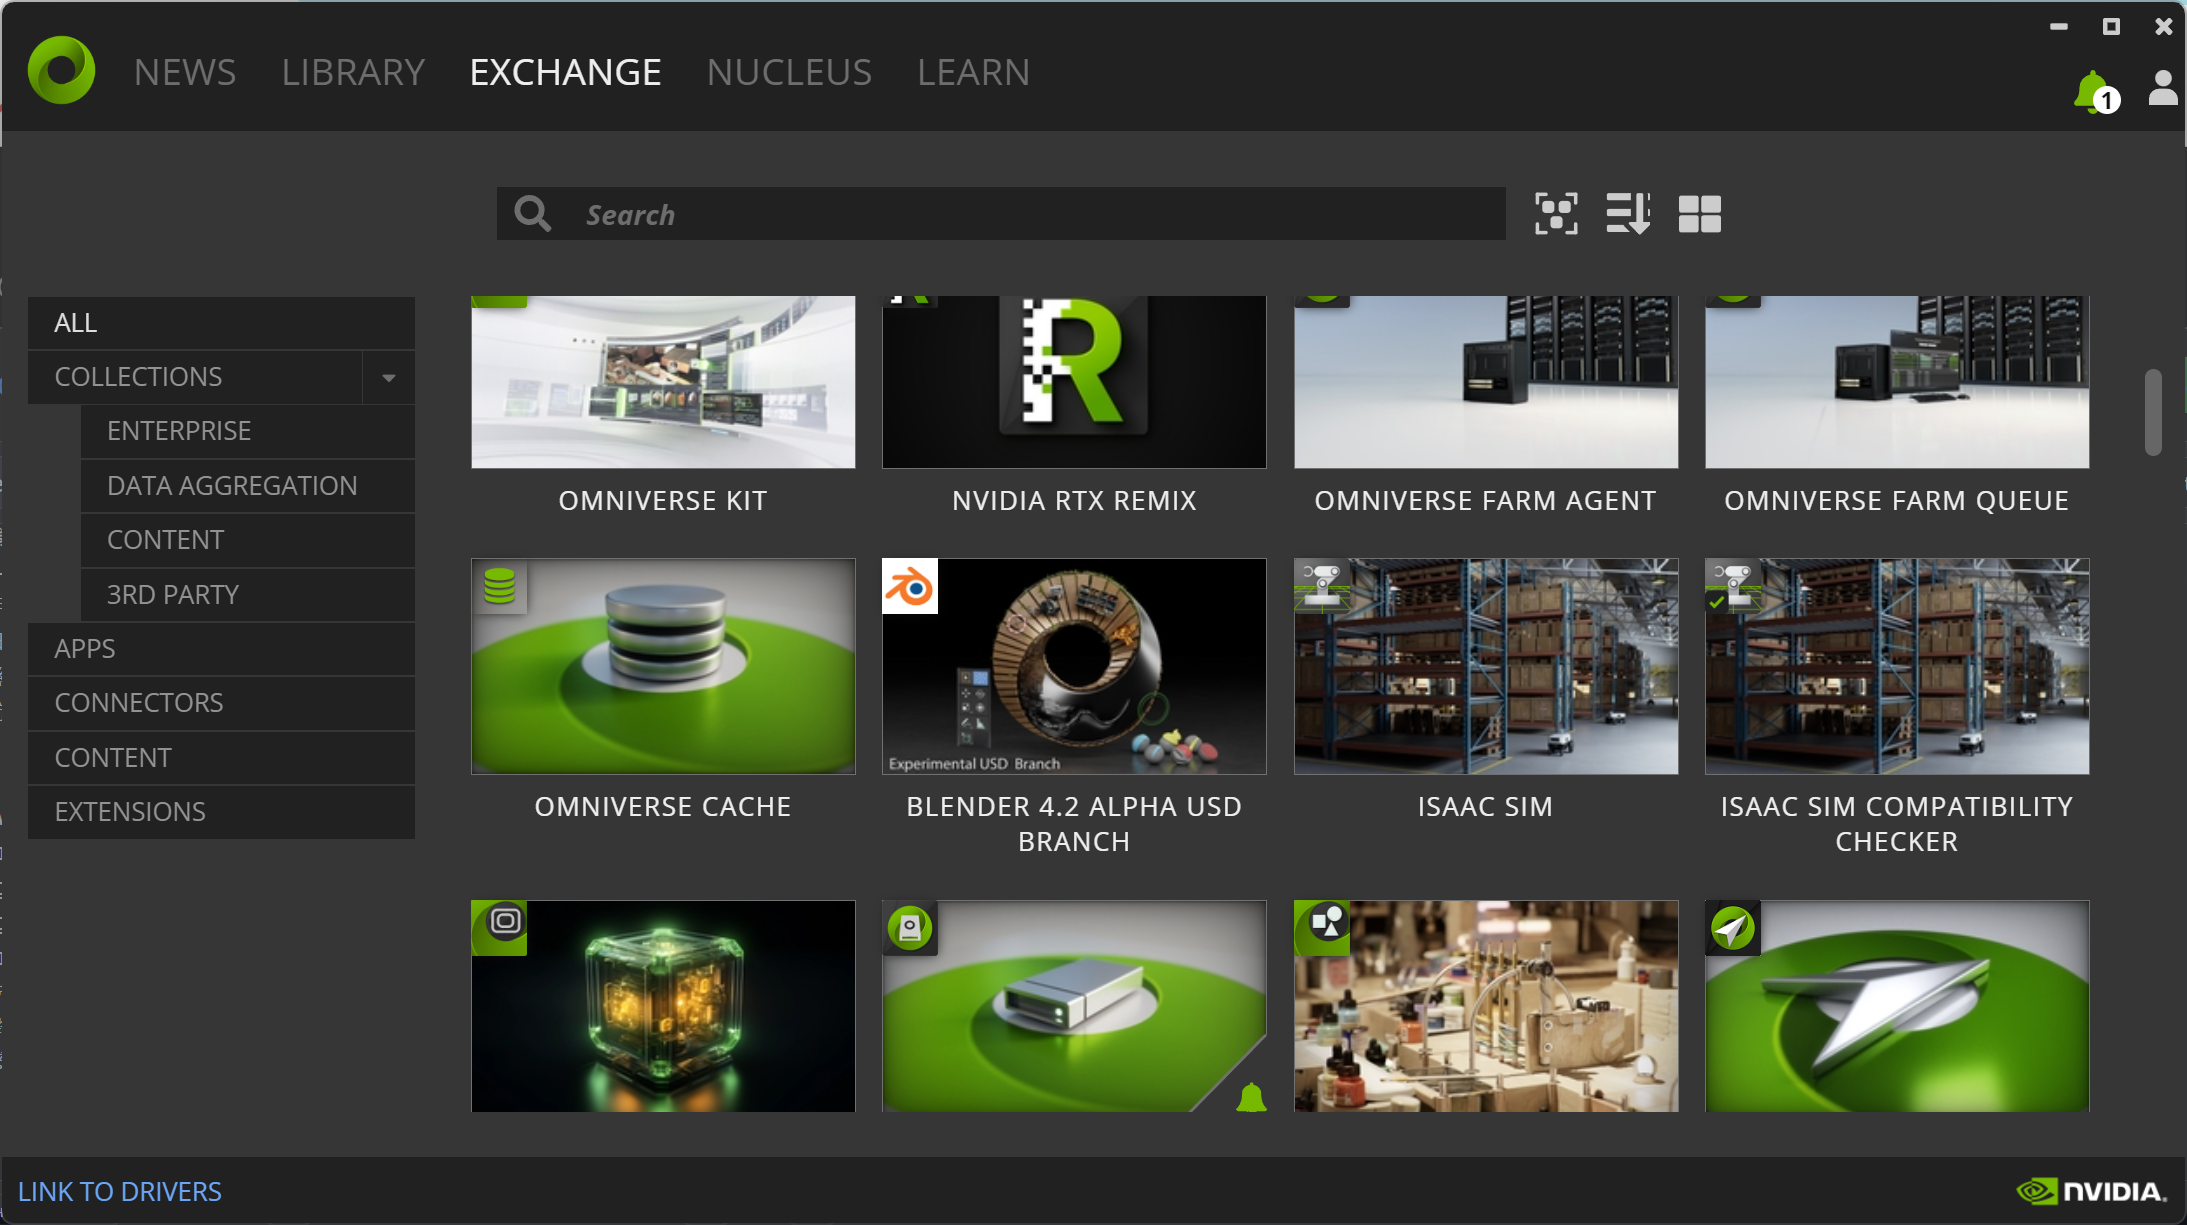 NEWS LIBRARY EXCHANGE NUCLEUS LEARN
1
Search
ALL
COLLECTIONS
ENTERPRISE
DATA AGGREGATION
CONTENT
3RD PARTY
APPS
CONNECTORS
CONTENT
EXTENSIONS
OMNIVERSE KIT
NVIDIA RTX REMIX
OMNIVERSE FARM AGENT
OMNIVERSE FARM QUEUE
Experimental USD Branch
OMNIVERSE CACHE
BLENDER 4.2 ALPHA USD
BRANCH
ISAAC SIM
ISAAC SIM COMPATIBILITY
CHECKER
LINK TO DRIVERS
NVIDIA.